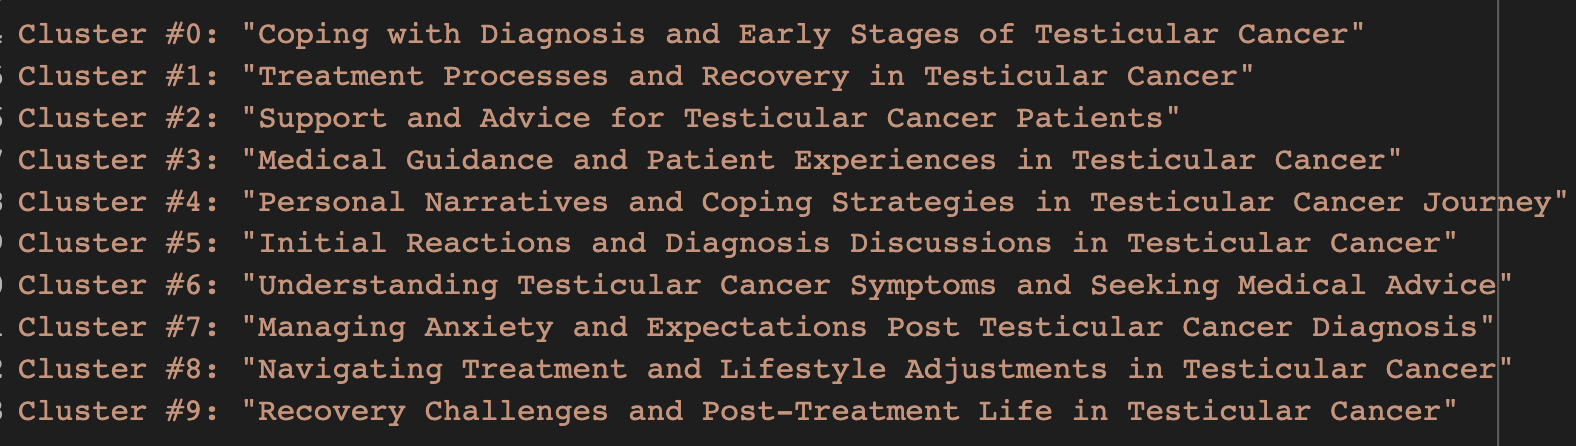 Cluster #0: "Coping with Diagnosis and Early Stages of Testicular Cancer"
Cluster #1: "Treatment Processes and Recovery in Testicular Cancer"
Cluster #2: "Support and Advice for Testicular Cancer Patients"
Cluster #3: "Medical Guidance and Patient Experiences in Testicular Cancer"
Cluster #4: "Personal Narratives and Coping Strategies in Testicular Cancer Journey"
Cluster #5: "Initial Reactions and Diagnosis Discussions in Testicular Cancer"
Cluster #6: "Understanding Testicular Cancer Symptoms and Seeking Medical Advice"
Cluster #7: "Managing Anxiety and Expectations Post Testicular Cancer Diagnosis"
Cluster #8: "Navigating Treatment and Lifestyle Adjustments in Testicular Cancer"
Cluster #9: "Recovery Challenges and Post-Treatment Life in Testicular Cancer"